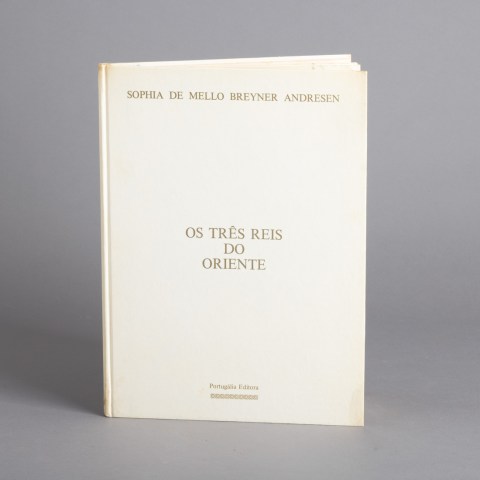 SOPHIA DE MELLO BREYNER ANDRESEN
OS TRÊS REIS
DO
ORIENTE
Portugália Editora